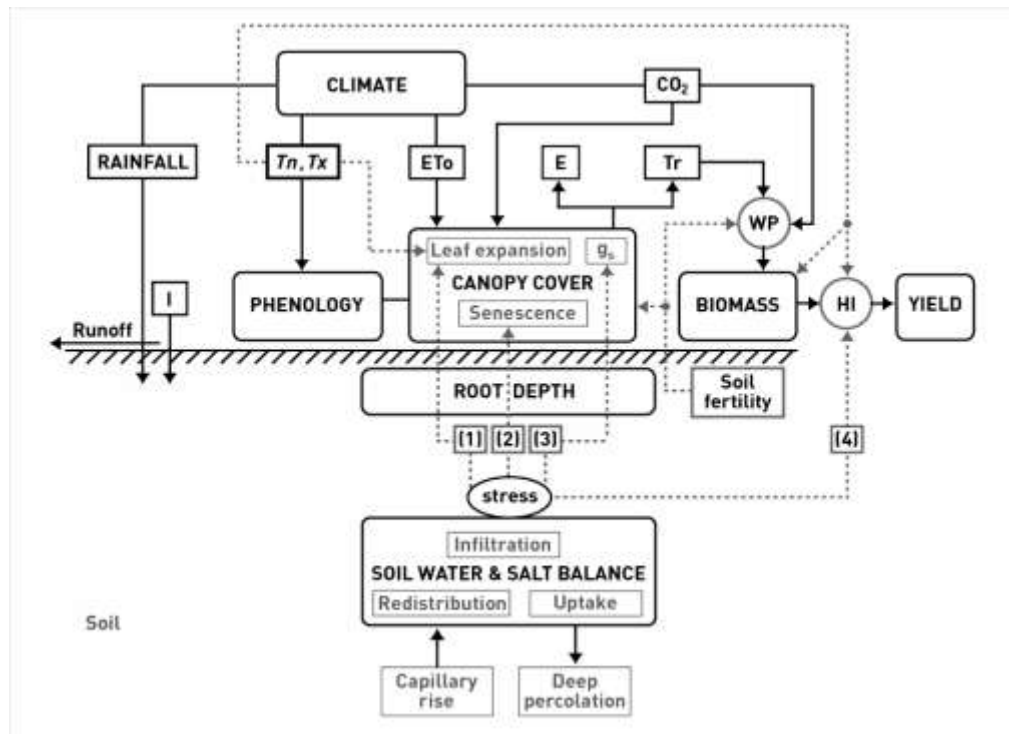 CLIMATE
CO₂
RAINFALL
Tn, Tx
ETo
E
Tr
WP
Leaf expansion
gs
CANOPY COVER
Senescence
PHENOLOGY
I
BIOMASS
HI
YIELD
Runoff
ROOT DEPTH
Soil
fertility
(1)
(2)
(3)
(4)
stress
Infiltration
SOIL WATER & SALT BALANCE
Redistribution
Uptake
Soil
Capillary
rise
Deep
percolation